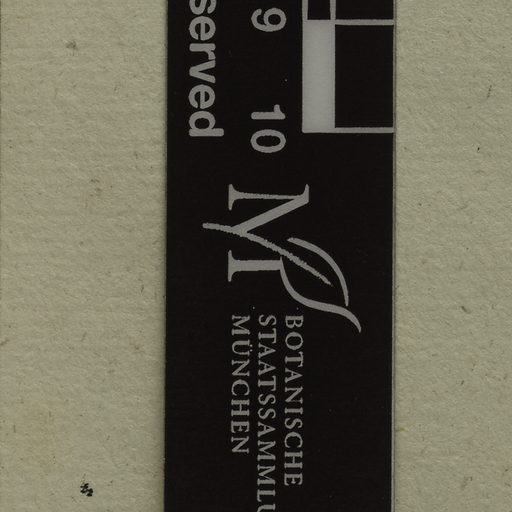 9 10
served
BOTANISCHE
STAATSSAMMLU
MÜNCHEN